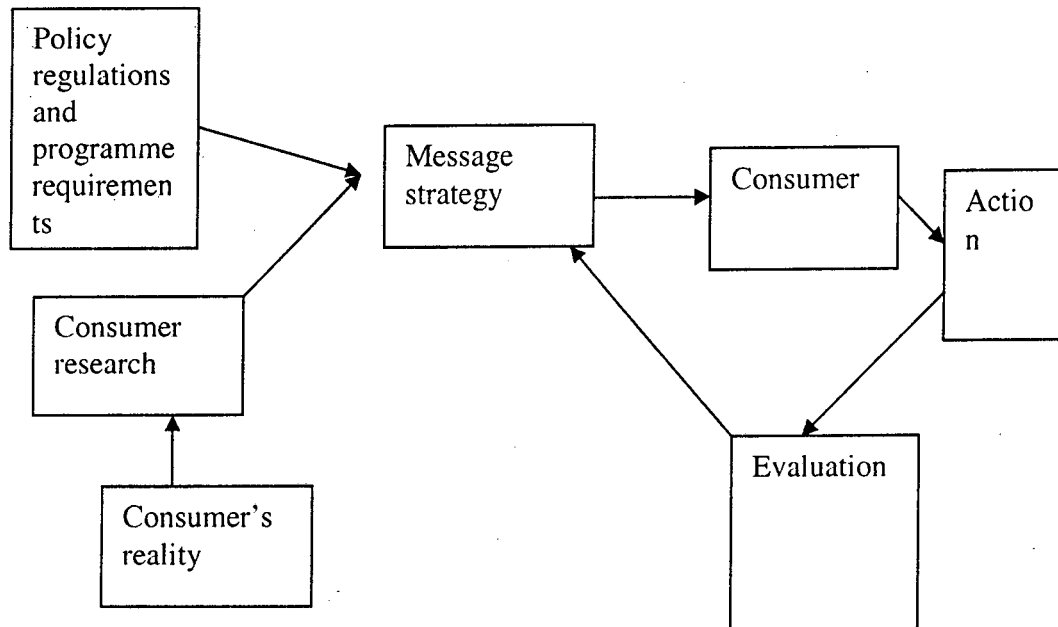 Policy
regulations
and
programme
requiremen
ts
Message
strategy
Consumer
Actio
n
Consumer
research
Consumer's
reality
Evaluation